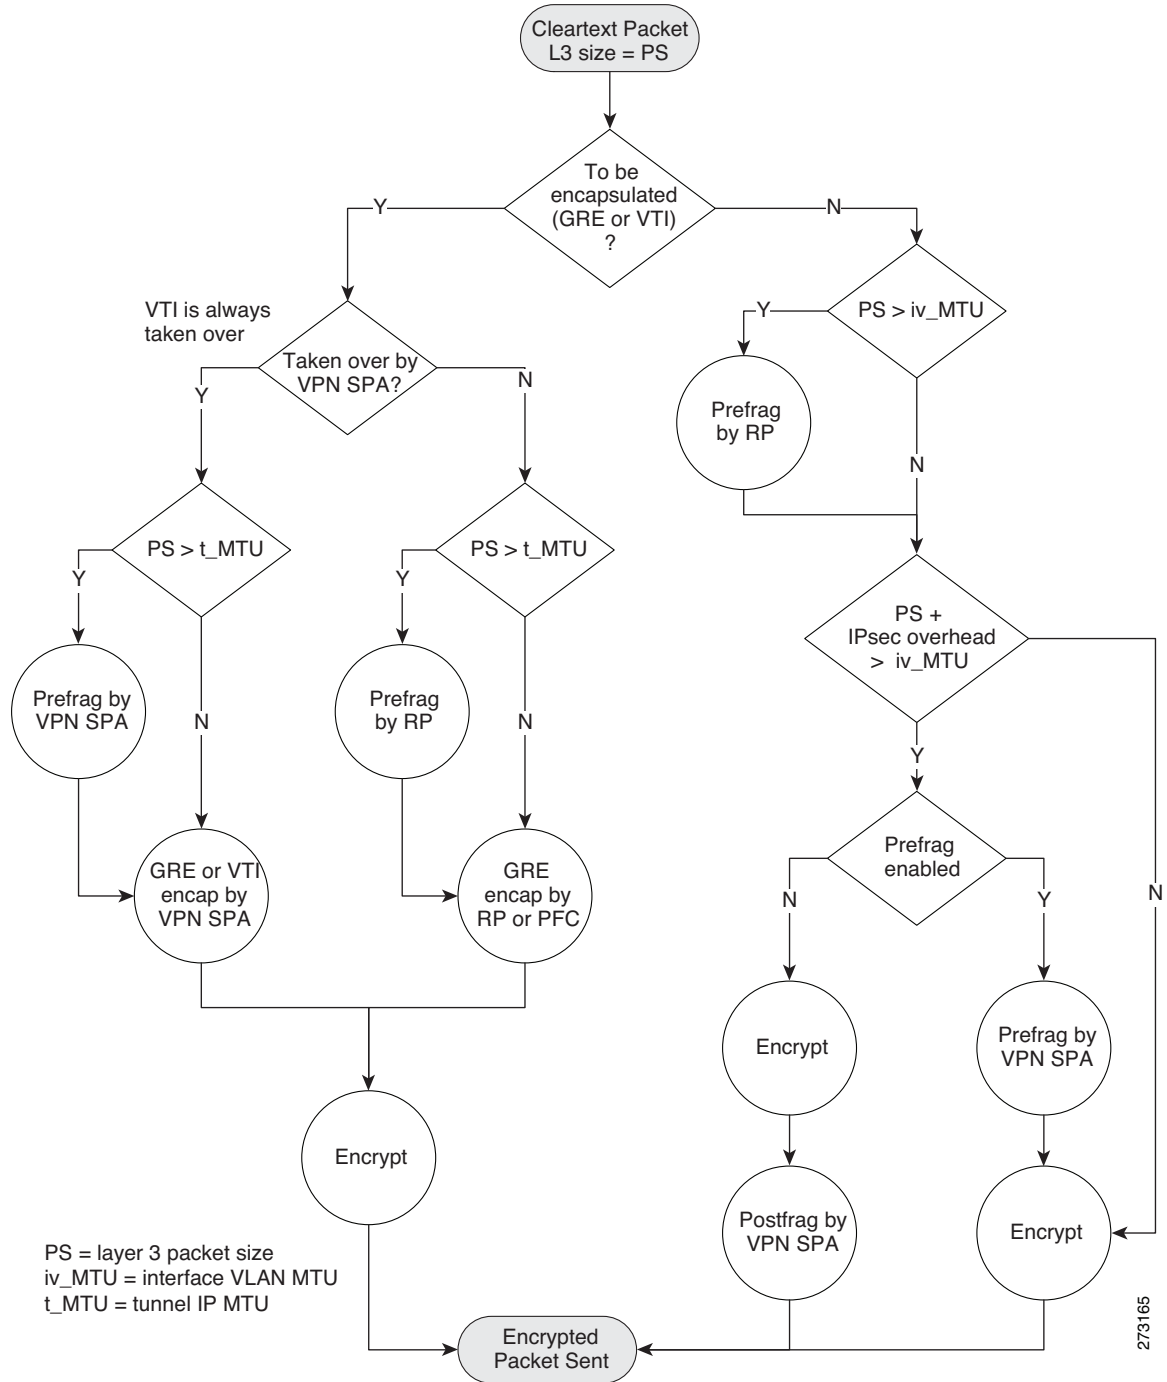 Cleartext Packet
L3 size = PS
To be
encapsulated
(GRE or VTI)
?
Y
N
VTI is always
taken over
PS > iv_MTU
Y
Taken over by
VPN SPA?
Prefrag
by RP
Y
N
N
PS > t_MTU
PS > t_MTU
Y
Y
PS +
IPsec overhead
> iv_MTU
Prefrag by
VPN SPA
N
Prefrag
by RP
N
Y
Prefrag
enabled
GRE or VTI
encap by
VPN SPA
GRE
encap by
RP or PFC
N
Y
N
Encrypt
Prefrag by
VPN SPA
Encrypt
Postfrag by
VPN SPA
Encrypt
PS = layer 3 packet size
iv_MTU = interface VLAN MTU
t_MTU = tunnel IP MTU
Encrypted
Packet Sent
273165